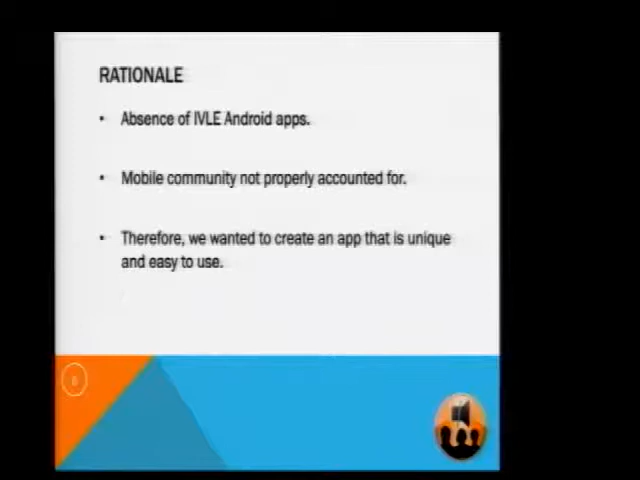 RATIONALE
• Absence of IVLE Android apps.
• Mobile community not properly accounted for.
• Therefore, we wanted to create an app that is unique
and easy to use.